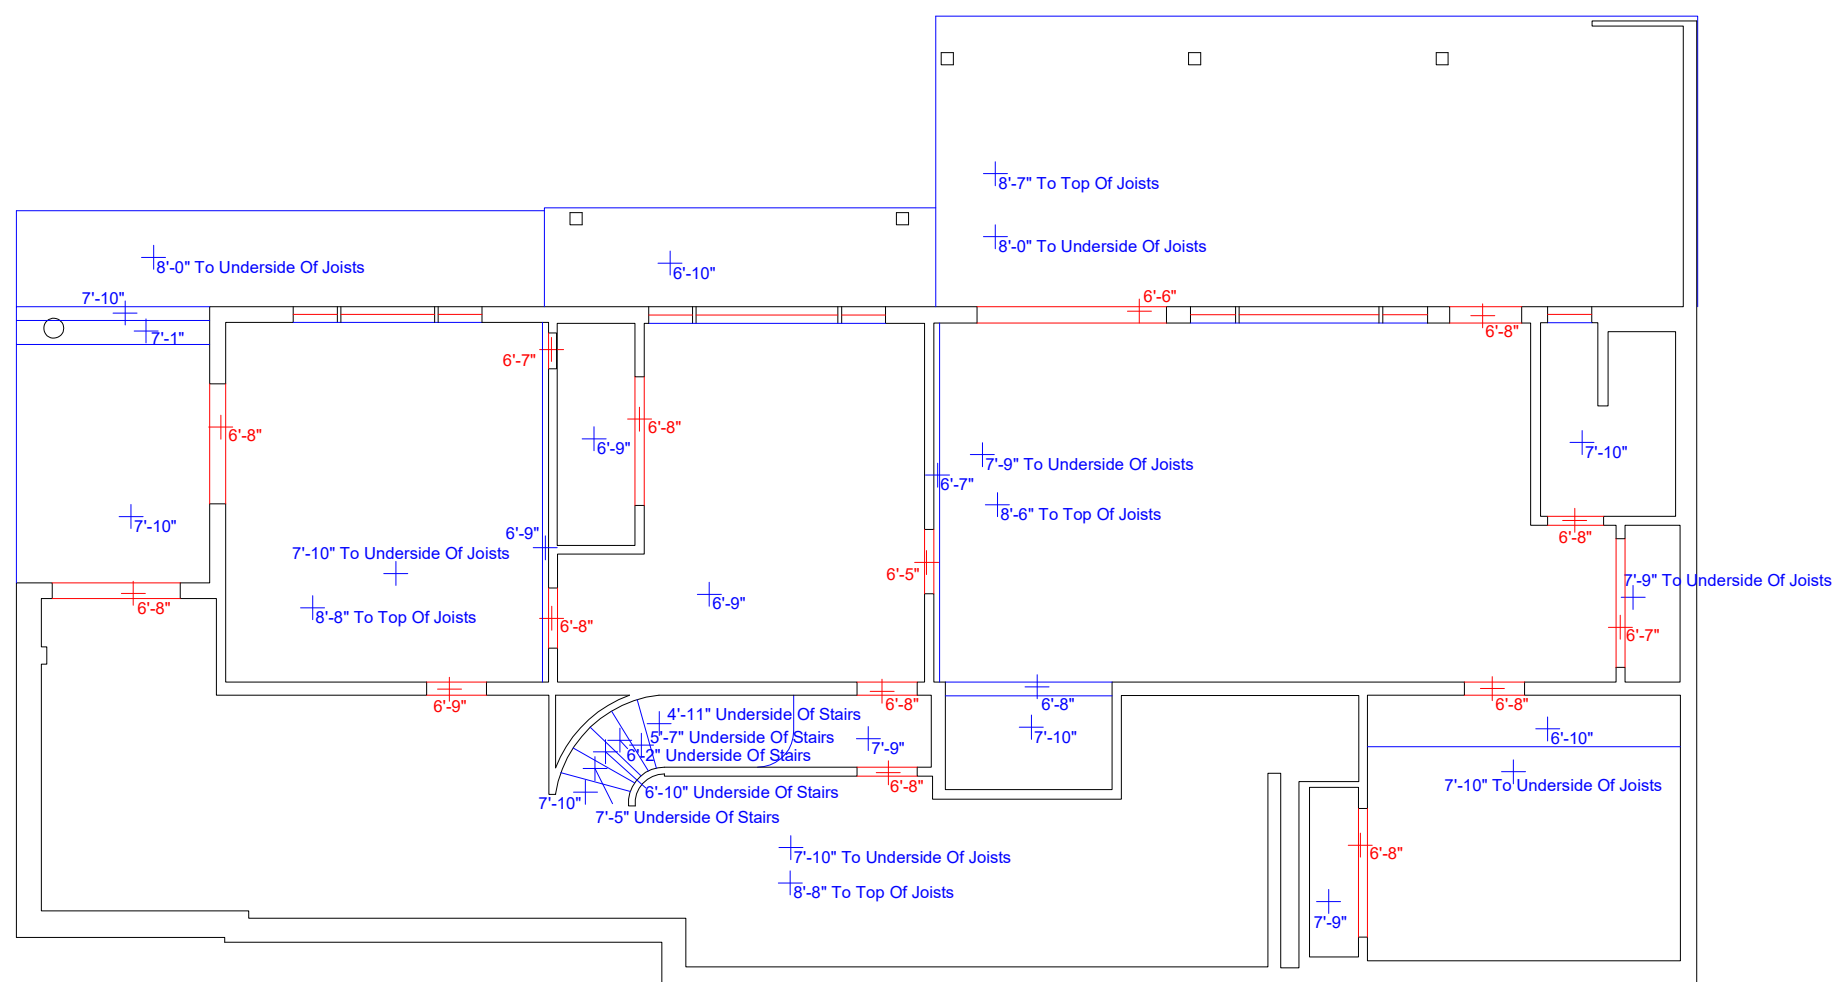 8'-7" To Top Of Joists
8'-0" To Underside Of Joists
8'-0" To Underside Of Joists
6'-10"
7'-10"
6'-6"
7'-1"
6'-8"
6'-7"
6'-8"
6'-8"
6'-9"
7'-10"
7'-9" To Underside Of Joists
6'-7"
8'-6" To Top Of Joists
7'-10"
6'-9"
6'-8"
7'-10" To Underside Of Joists
6'-5"
7'-9" To Underside Of Joists
6'-8"
6'-9"
8'-8" To Top Of Joists
6'-8"
6'-7"
6'-9"
6'-8"
6'-8"
6'-8"
4'-11" Underside Of Stairs
5'-7" Underside Of Stairs
7'-9"
7'-10"
6'-10"
6'-2" Underside Of Stairs
6'-8"
7'-10" To Underside Of Joists
6'-10" Underside Of Stairs
7'-10"
7'-5" Underside Of Stairs
7'-10" To Underside Of Joists
6'-8"
8'-8" To Top Of Joists
7'-9"